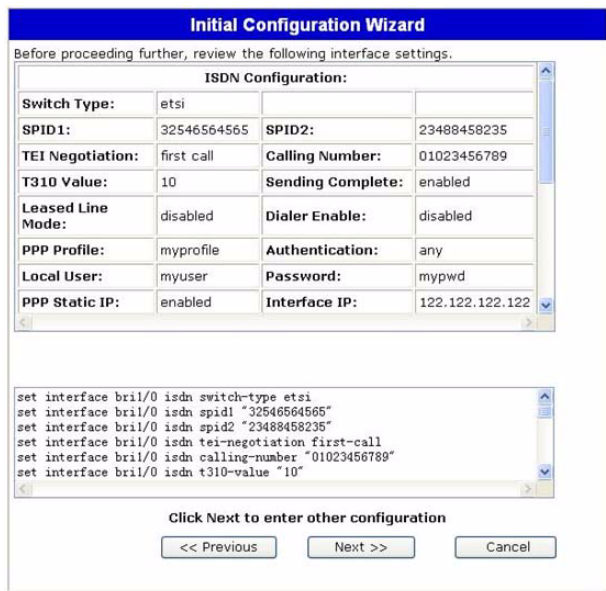 Initial Configuration Wizard
Before proceeding further, review the following interface settings.
ISDN Configuration:
Switch Type: etsi
SPID1: 32546564565 SPID2: 23488458235
TEI Negotiation: first call Calling Number: 01023456789
T310 Value: 10 Sending Complete: enabled
Leased Line Mode: disabled Dialer Enable: disabled
PPP Profile: myprofile Authentication: any
Local User: myuser Password: mypwd
PPP Static IP: enabled Interface IP: 122.122.122.122
set interface bri1/0 isdn switch-type etsi
set interface bri1/0 isdn spid1 "32546564565"
set interface bri1/0 isdn spid2 "23488458235"
set interface bri1/0 isdn tei-negotiation first-call
set interface bri1/0 isdn calling-number "01023456789"
set interface bri1/0 isdn t310-value "10"
Click Next to enter other configuration
<< Previous Next >> Cancel